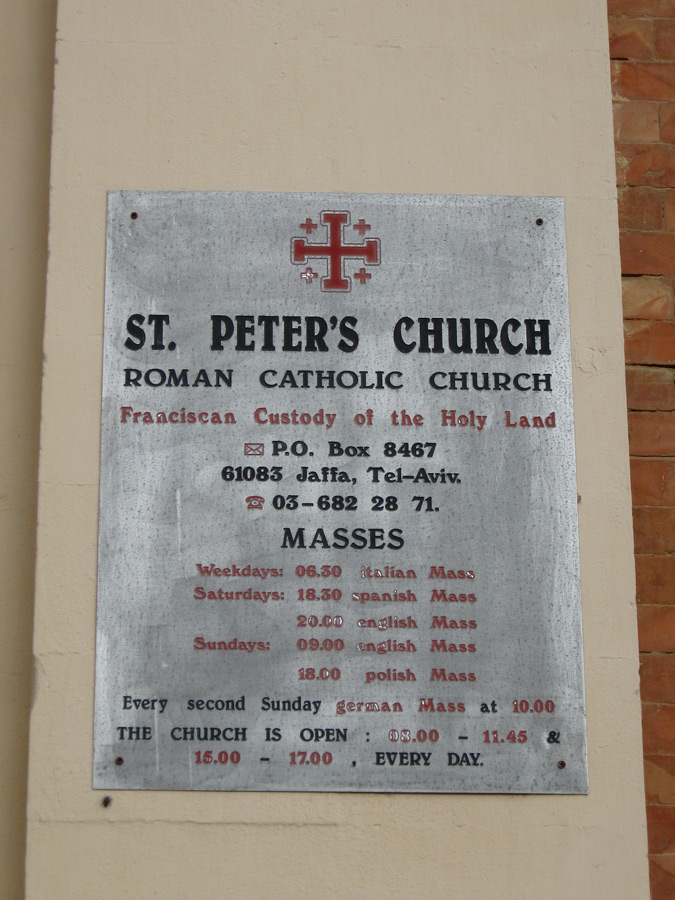 ST. PETER'S CHURCH
ROMAN CATHOLIC CHURCH
Franciscan Custody of the Holy Land
P.O. Box 8467
61083 Jaffa, Tel-Aviv.
03-682 28 71.
MASSES
Weekdays: 06.30 italian Mass
Saturdays: 18.30 spanish Mass
20.00 english Mass
Sundays: 09.00 english Mass
18.00 polish Mass
Every second Sunday german Mass at 10.00
THE CHURCH IS OPEN : 08.00 - 11.45 &
15.00 - 17.00 , EVERY DAY.